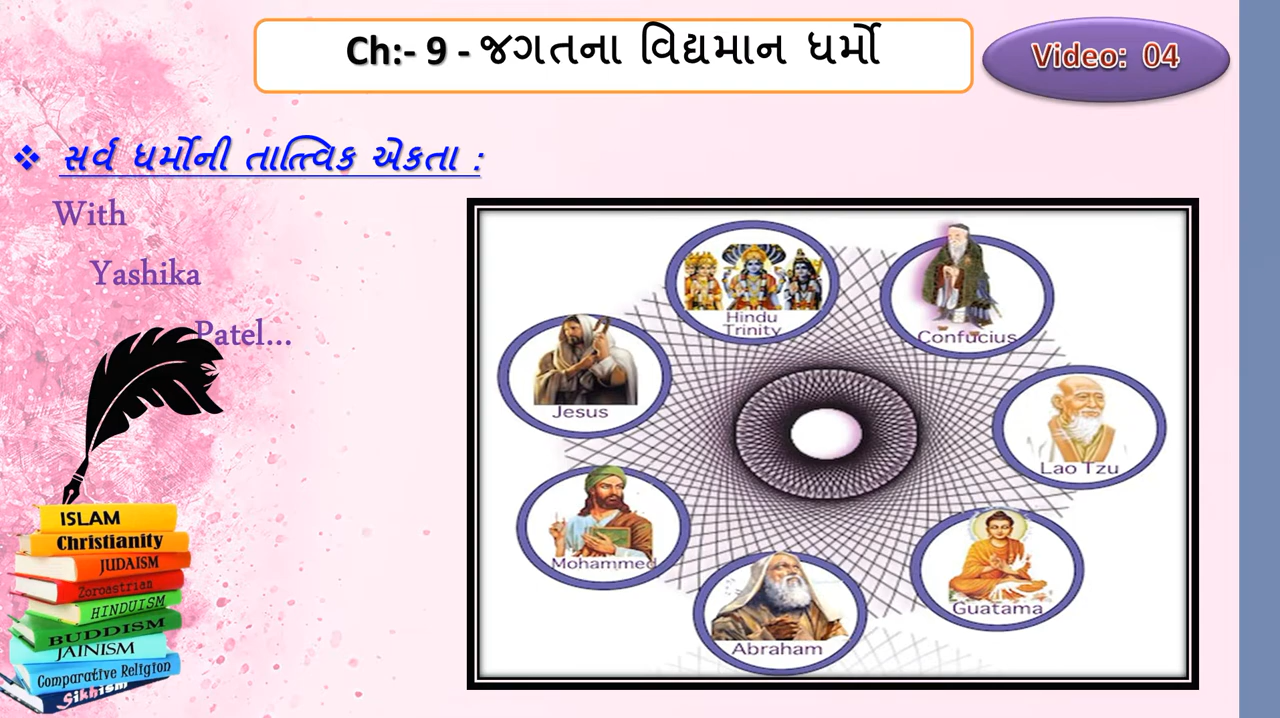 Ch:- 9 - જગતના વિદ્યમાન ધર્મો
Video: 04
❖ સર્વ ધર્મોની તાત્ત્વિક એકતા :
With
Yashika
Patel...
Hindu
Trinity
Confucius
Jesus
Lao Tzu
Mohammed
Guatama
Abraham
ISLAM
Christianity
JUDAISM
Zoroastrian
HINDUISM
BUDDISM
JAINISM
Comparative Religion
Sikhism